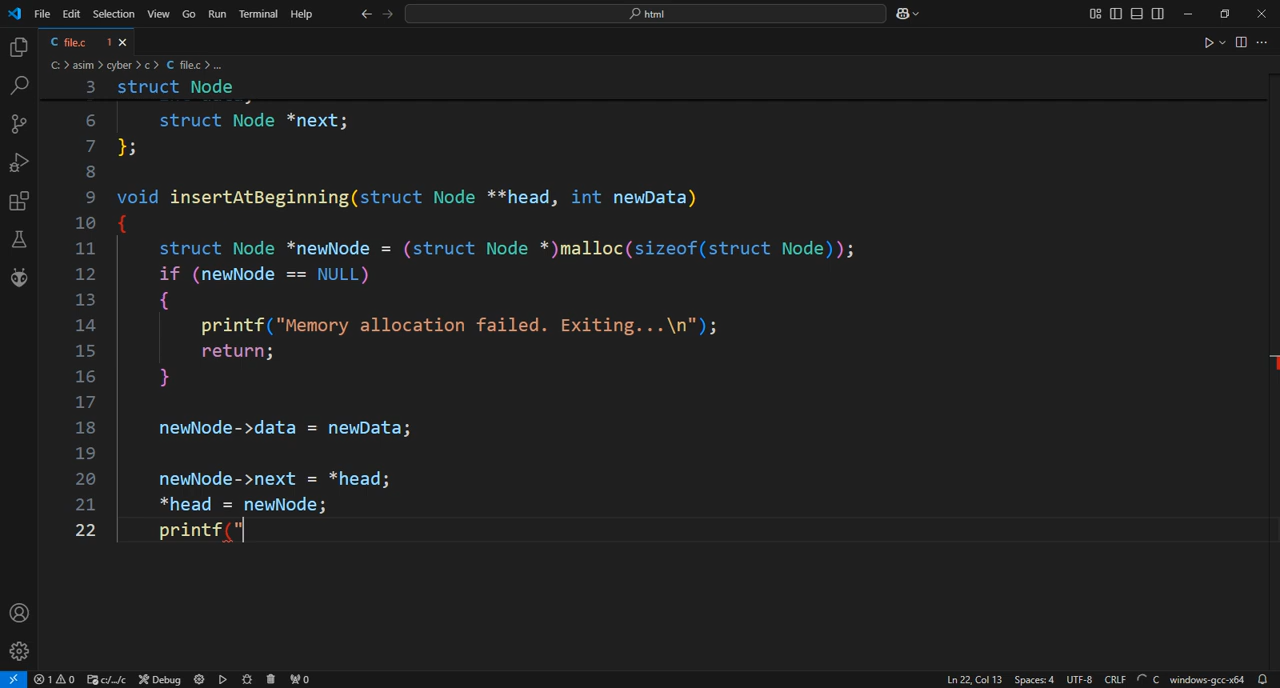 File Edit Selection View Go Run Terminal Help html
C file.c 1
C: > asim > cyber > c > C file.c > ...
3 struct Node
6 struct Node *next;
7 };
8
9 void insertAtBeginning(struct Node **head, int newData)
10 {
11 struct Node *newNode = (struct Node *)malloc(sizeof(struct Node));
12 if (newNode == NULL)
13 {
14 printf("Memory allocation failed. Exiting...\n");
15 return;
16 }
17
18 newNode->data = newData;
19
20 newNode->next = *head;
21 *head = newNode;
22 printf("
1 0 c:/.../c Debug 0 Ln 22, Col 13 Spaces: 4 UTF-8 CRLF C windows-gcc-x64